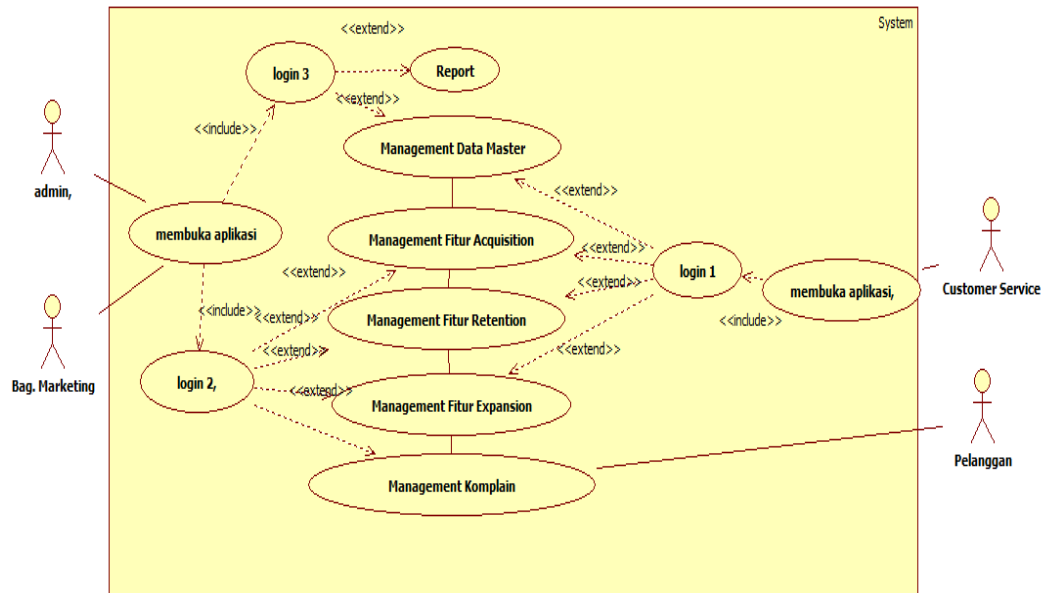 System
<<extend>>
login 3
Report
<<extend>>
<<include>>
Management Data Master
admin,
<<extend>>
membuka aplikasi
Management Fitur Acquisition
<<extend>>
login 1
<<extend>>
<<extend>>
membuka aplikasi,
Customer Service
<<include>>
<<extend>>
Management Fitur Retention
<<include>>
<<extend>>
<<extend>>
Bag. Marketing
login 2,
<<extend>>
Management Fitur Expansion
Pelanggan
Management Komplain